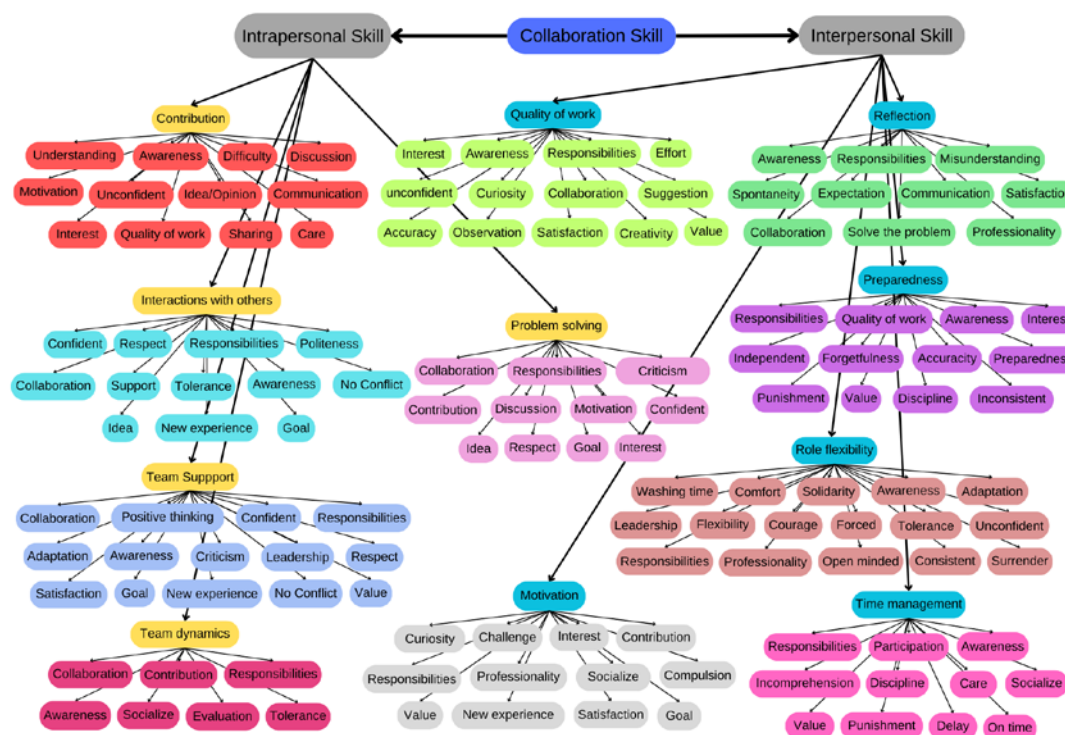 Intrapersonal Skill
Collaboration Skill
Interpersonal Skill
Contribution
Understanding
Awareness
Difficulty
Discussion
Motivation
Unconfident
Idea/Opinion
Communication
Interest
Quality of work
Sharing
Care
Quality of work
Interest
Awareness
Responsibilities
Effort
unconfident
Curiosity
Collaboration
Suggestion
Accuracy
Observation
Satisfaction
Creativity
Value
Reflection
Awareness
Responsibilities
Misunderstanding
Spontaneity
Expectation
Communication
Satisfaction
Collaboration
Solve the problem
Professionality
Interactions with others
Confident
Respect
Responsibilities
Politeness
Collaboration
Support
Tolerance
Awareness
No Conflict
Idea
New experience
Goal
Problem solving
Collaboration
Responsibilities
Criticism
Contribution
Discussion
Motivation
Confident
Idea
Respect
Goal
Interest
Preparedness
Responsibilities
Quality of work
Awareness
Interest
Independent
Forgetfulness
Accuracity
Preparedness
Punishment
Value
Discipline
Inconsistent
Team Suppport
Collaboration
Positive thinking
Confident
Responsibilities
Adaptation
Awareness
Criticism
Leadership
Respect
Satisfaction
Goal
New experience
No Conflict
Value
Role flexibility
Washing time
Comfort
Solidarity
Awareness
Adaptation
Leadership
Flexibility
Courage
Forced
Tolerance
Unconfident
Responsibilities
Professionality
Open minded
Consistent
Surrender
Team dynamics
Collaboration
Contribution
Responsibilities
Awareness
Socialize
Evaluation
Tolerance
Motivation
Curiosity
Challenge
Interest
Contribution
Responsibilities
Professionality
Socialize
Compulsion
Value
New experience
Satisfaction
Goal
Time management
Responsibilities
Participation
Awareness
Incomprehension
Discipline
Care
Socialize
Value
Punishment
Delay
On time